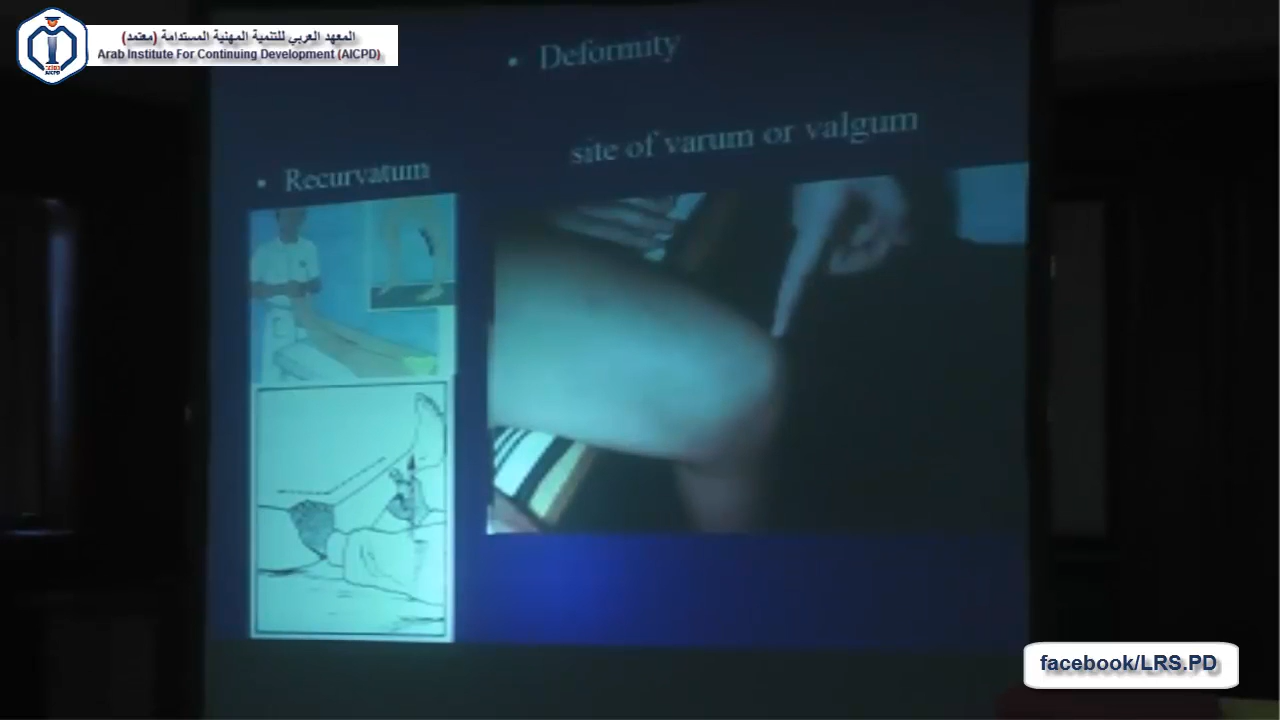 المعهد العربي للتنمية المهنية المستدامة (معتمد)
Arab Institute For Continuing Development (AICPD)
AICPD
• Deformity
site of varum or valgum
• Recurvatum
facebook/LRS.PD